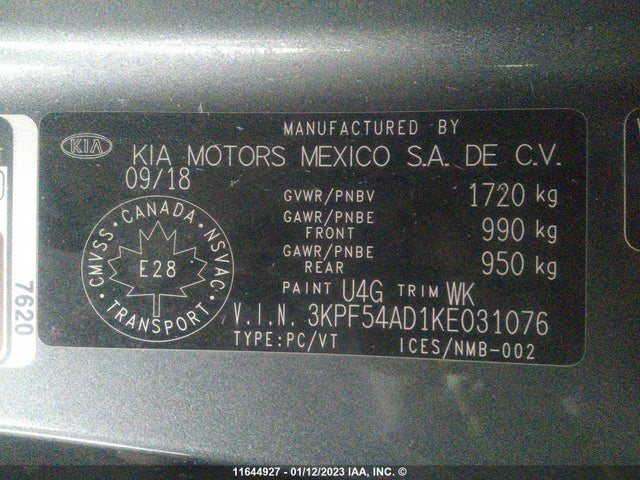 MANUFACTURED BY
KIA KIA MOTORS MEXICO S.A. DE C.V.
09/18
GVWR/PNBV 1720 kg
GAWR/PNBE FRONT 990 kg
GAWR/PNBE REAR 950 kg
PAINT U4G TRIM WK
V.I.N. 3KPF54AD1KE031076
TYPE:PC/VT ICES/NMB-002
CANADA
CMVSS
NSVAC
E28
TRANSPORT
7620
11644927 - 01/12/2023 IAA, INC. ©